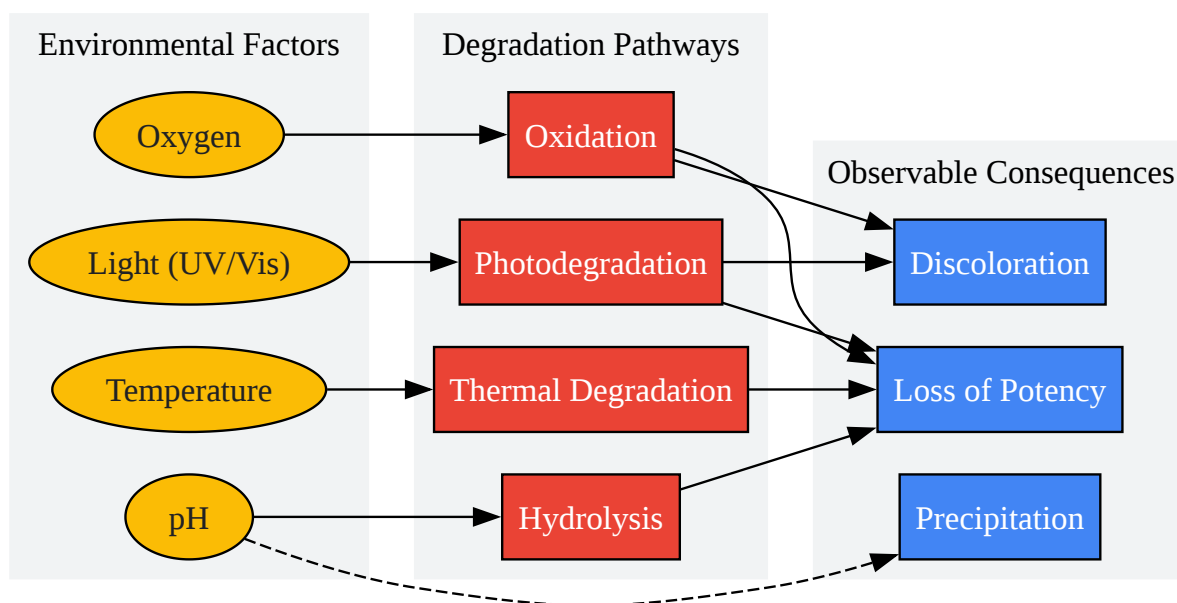 Environmental Factors
Degradation Pathways
Oxygen
Oxidation
Observable Consequences
Light (UV/Vis)
Photodegradation
Discoloration
Temperature
Thermal Degradation
Loss of Potency
pH
Hydrolysis
Precipitation